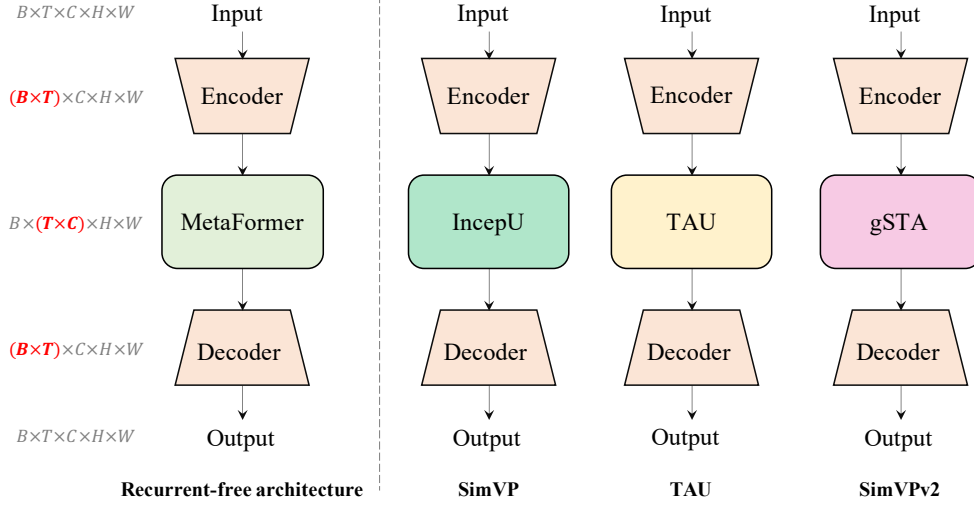 B×T×C×H×W Input Input Input Input
(B×T)×C×H×W Encoder Encoder Encoder Encoder
B×(T×C)×H×W MetaFormer IncepU TAU gSTA
(B×T)×C×H×W Decoder Decoder Decoder Decoder
B×T×C×H×W Output Output Output Output
Recurrent-free architecture SimVP TAU SimVPv2